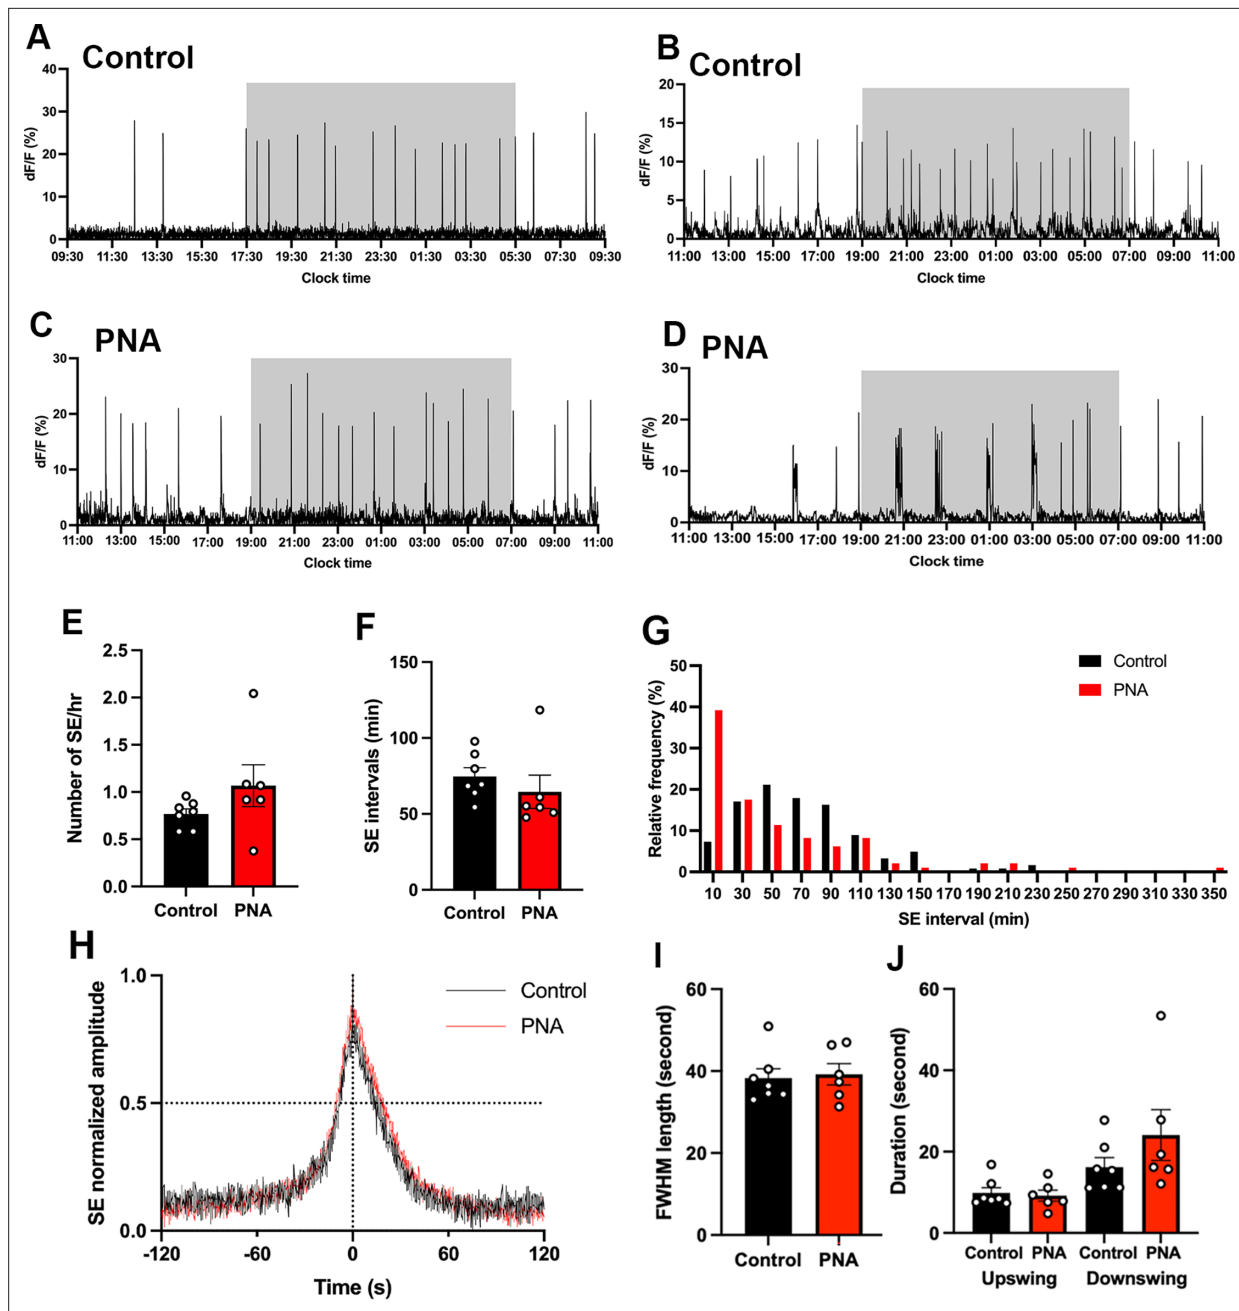 A
Control
40
30
20
10
0
dF/F (%)
09:30 11:30 13:30 15:30 17:30 19:30 21:30 23:30 01:30 03:30 05:30 07:30 09:30
Clock time
B
Control
20
15
10
5
0
dF/F (%)
11:00 13:00 15:00 17:00 19:00 21:00 23:00 01:00 03:00 05:00 07:00 09:00 11:00
Clock time
C
PNA
30
20
10
0
dF/F (%)
11:00 13:00 15:00 17:00 19:00 21:00 23:00 01:00 03:00 05:00 07:00 09:00 11:00
Clock time
D
PNA
30
20
10
0
dF/F (%)
11:00 13:00 15:00 17:00 19:00 21:00 23:00 01:00 03:00 05:00 07:00 09:00 11:00
Clock time
E
2.5
2.0
1.5
1.0
0.5
0.0
Number of SE/hr
Control PNA
F
150
100
50
0
SE intervals (min)
Control PNA
G
Control
PNA
50
40
30
20
10
0
Relative frequency (%)
10 30 50 70 90 110 130 150 170 190 210 230 250 270 290 310 330 350
SE interval (min)
H
1.0
0.5
0.0
SE normalized amplitude
Control
PNA
-120 -60 0 60 120
Time (s)
I
60
40
20
0
FWHM length (second)
Control PNA
J
60
40
20
0
Duration (second)
Control PNA Control PNA
Upswing Downswing